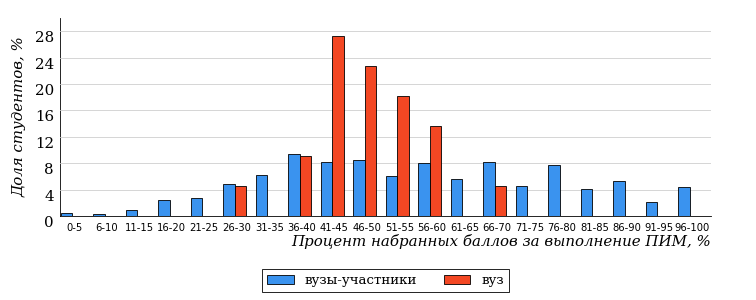 Доля студентов, %
28
24
20
16
12
8
4
0
0-5 6-10 11-15 16-20 21-25 26-30 31-35 36-40 41-45 46-50 51-55 56-60 61-65 66-70 71-75 76-80 81-85 86-90 91-95 96-100
Процент набранных баллов за выполнение ПИМ, %
вузы-участники вуз